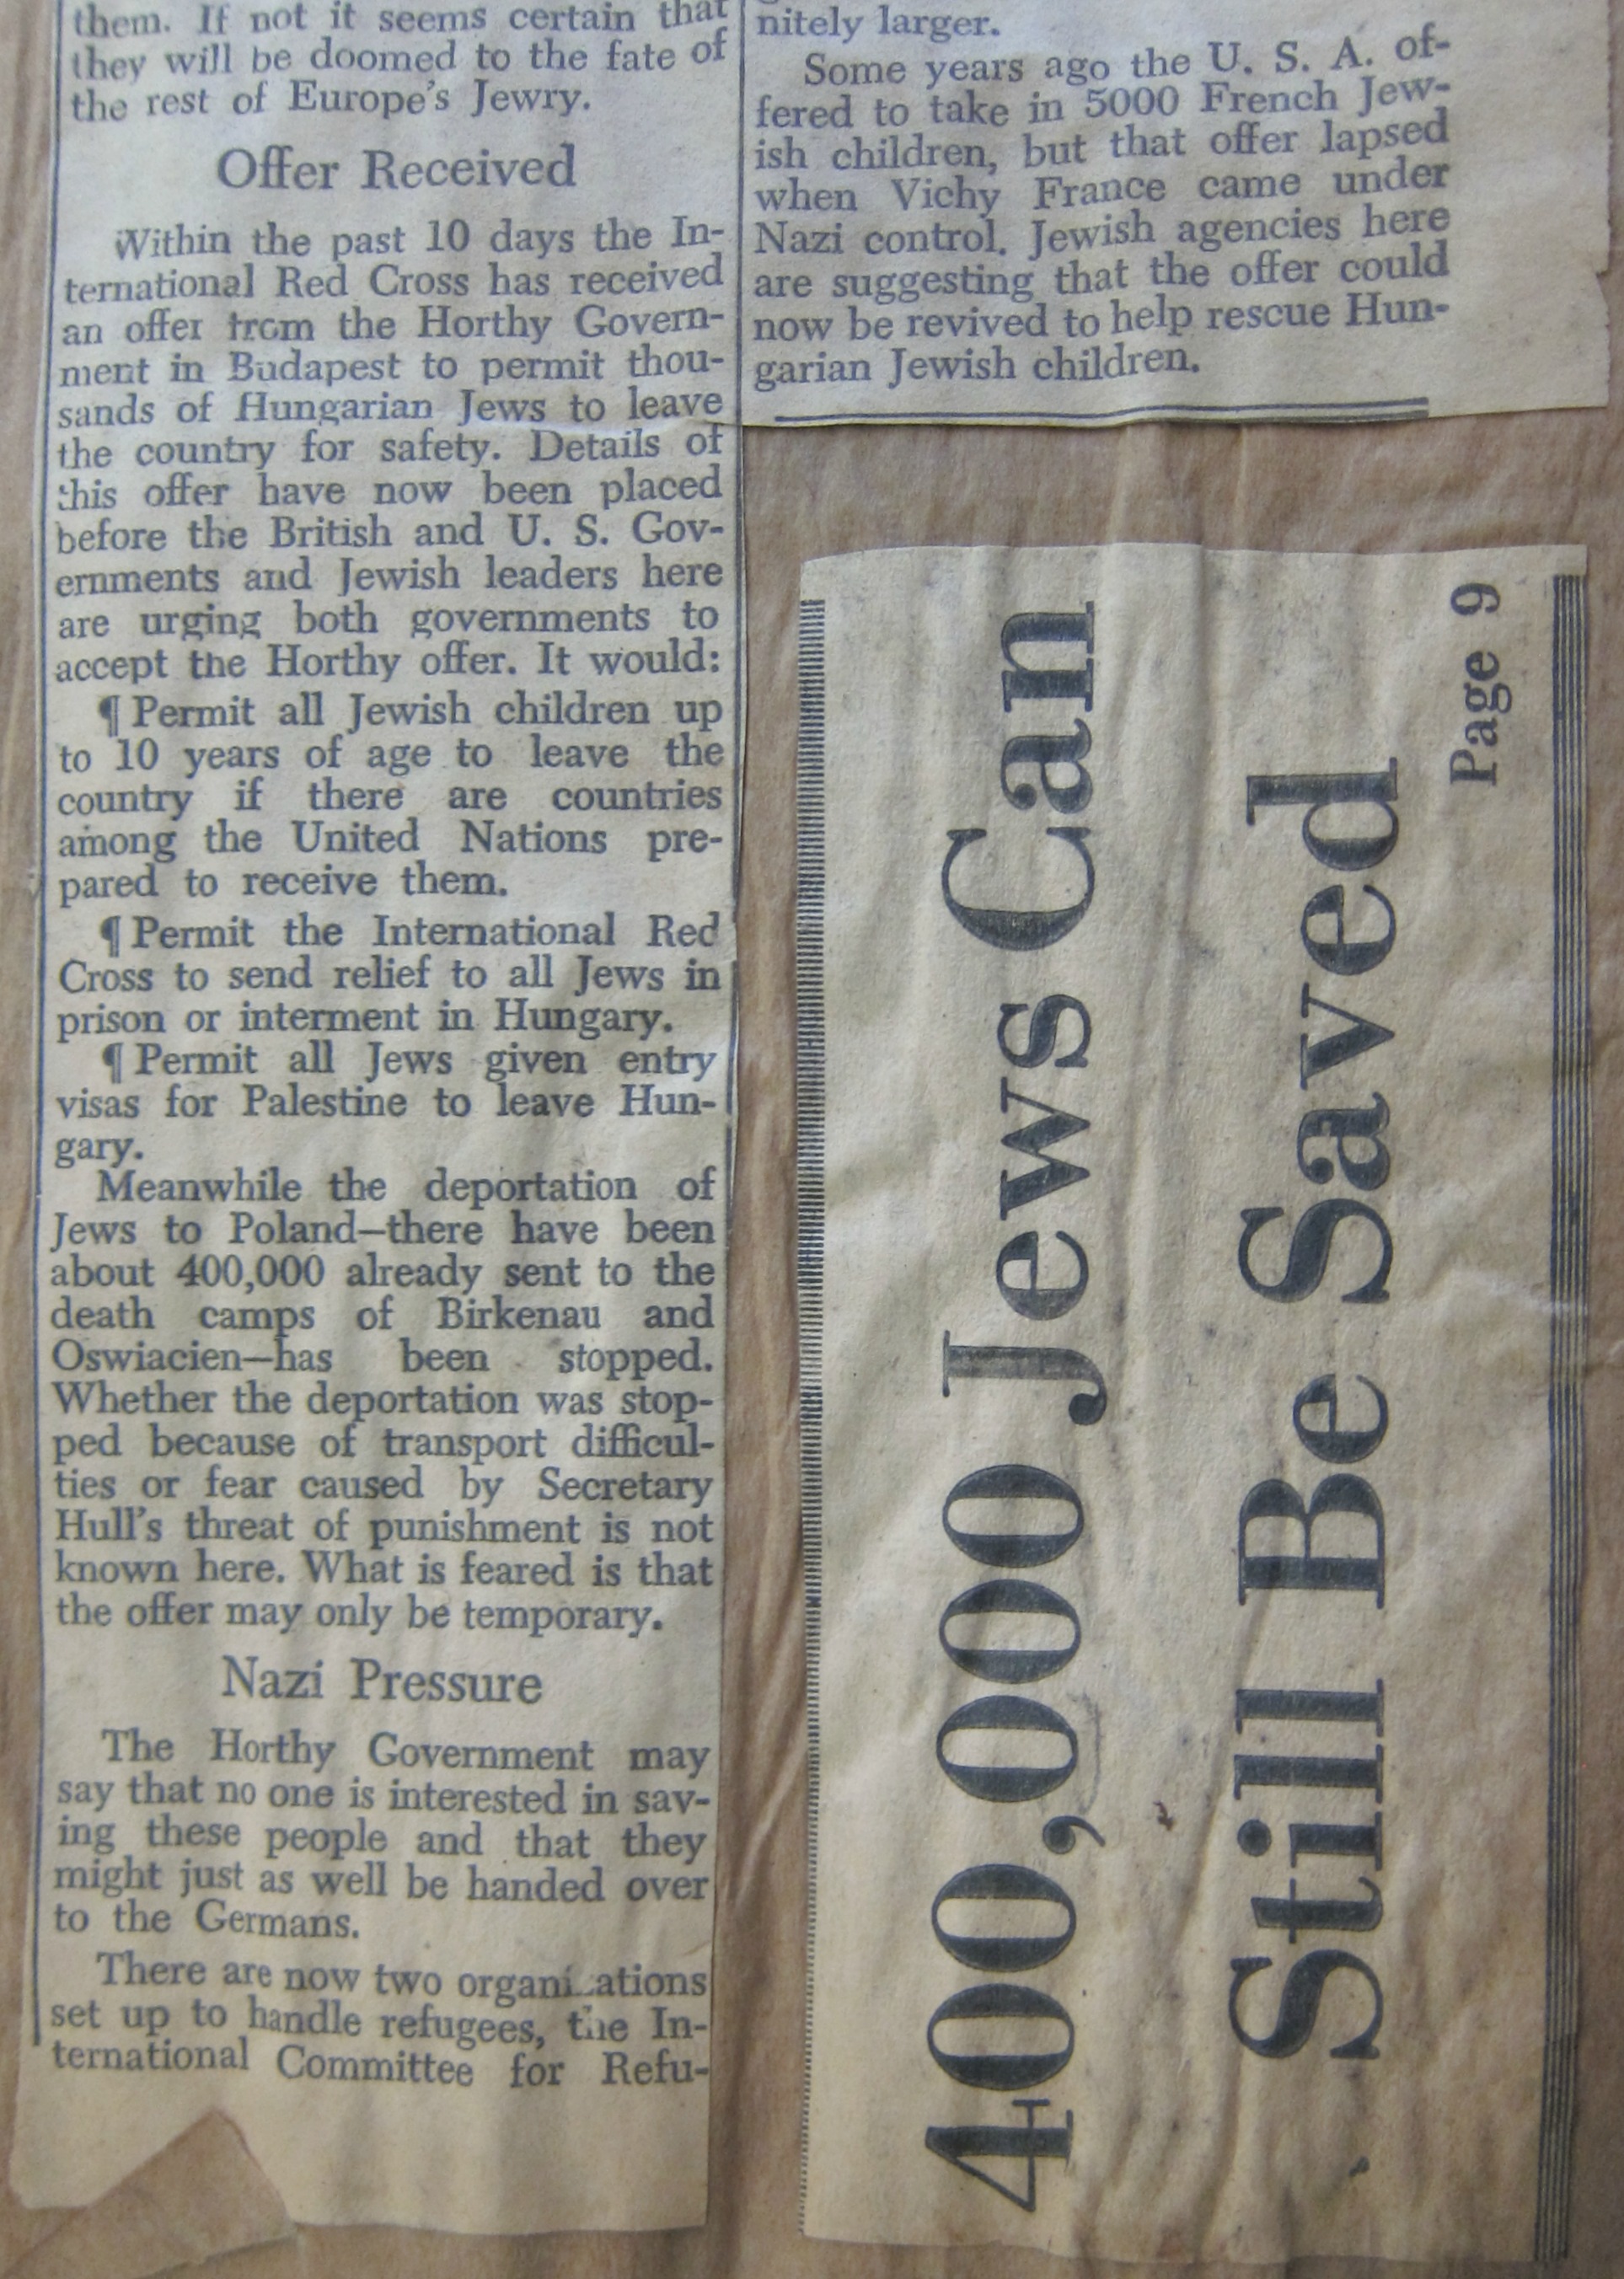 them. If not it seems certain that
they will be doomed to the fate of
the rest of Europe's Jewry.
Offer Received
Within the past 10 days the In-
ternational Red Cross has received
an offer from the Horthy Govern-
ment in Budapest to permit thou-
sands of Hungarian Jews to leave
the country for safety. Details of
this offer have now been placed
before the British and U. S. Gov-
ernments and Jewish leaders here
are urging both governments to
accept the Horthy offer. It would:
¶ Permit all Jewish children up
to 10 years of age to leave the
country if there are countries
among the United Nations pre-
pared to receive them.
¶ Permit the International Red
Cross to send relief to all Jews in
prison or interment in Hungary.
¶ Permit all Jews given entry
visas for Palestine to leave Hun-
gary.
Meanwhile the deportation of
Jews to Poland—there have been
about 400,000 already sent to the
death camps of Birkenau and
Oswiacien—has been stopped.
Whether the deportation was stop-
ped because of transport difficul-
ties or fear caused by Secretary
Hull's threat of punishment is not
known here. What is feared is that
the offer may only be temporary.
Nazi Pressure
The Horthy Government may
say that no one is interested in sav-
ing these people and that they
might just as well be handed over
to the Germans.
There are now two organizations
set up to handle refugees, the In-
ternational Committee for Refu-
nitely larger.
Some years ago the U. S. A. of-
fered to take in 5000 French Jew-
ish children, but that offer lapsed
when Vichy France came under
Nazi control. Jewish agencies here
are suggesting that the offer could
now be revived to help rescue Hun-
garian Jewish children.
400,000 Jews Can
Still Be Saved
Page 9